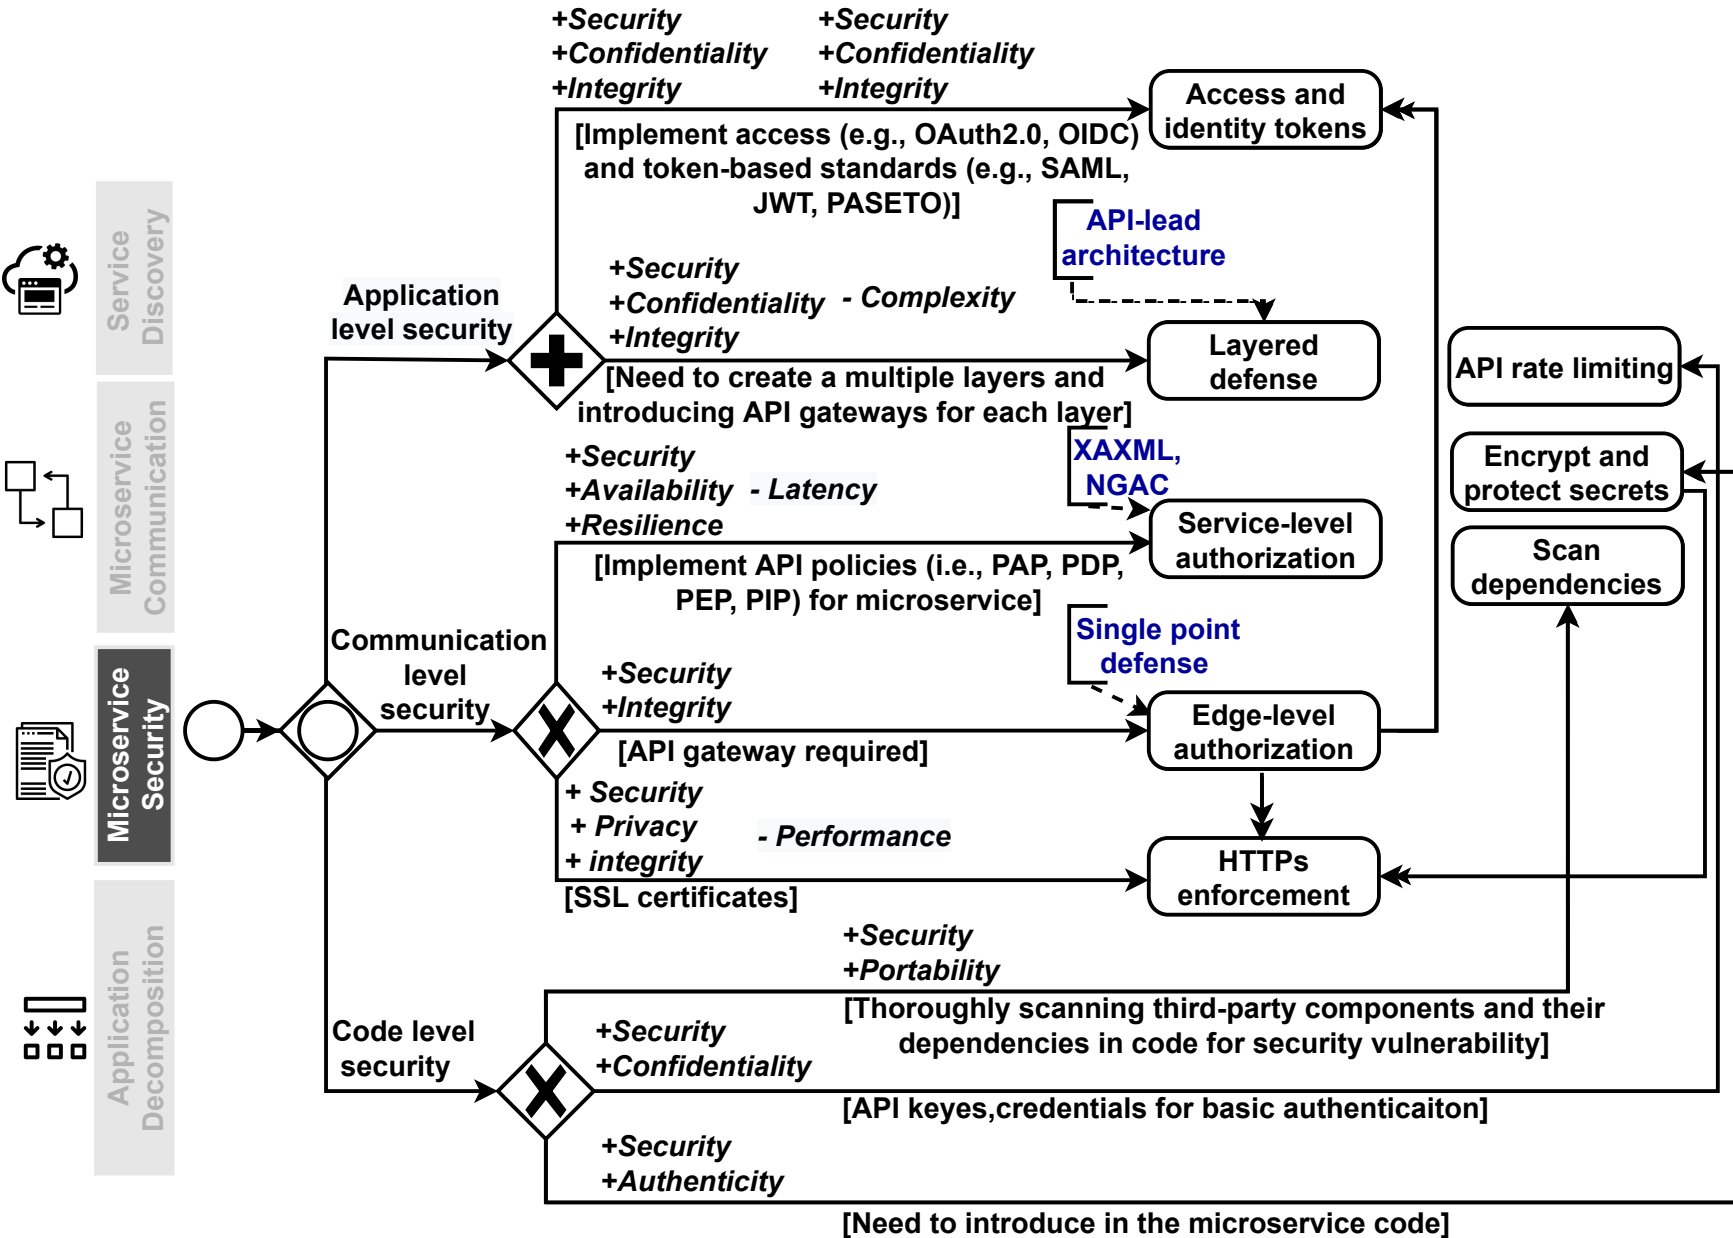 +Security
+Confidentiality
+Integrity
+Security
+Confidentiality
+Integrity
Access and
identity tokens
[Implement access (e.g., OAuth2.0, OIDC)
and token-based standards (e.g., SAML,
JWT, PASETO)]
API-lead
architecture
Service
Discovery
Application
level security
+Security
+Confidentiality
+Integrity
- Complexity
Layered
defense
[Need to create a multiple layers and
introducing API gateways for each layer]
API rate limiting
Microservice
Communication
+Security
+Availability
+Resilience
- Latency
XAXML,
NGAC
Service-level
authorization
Encrypt and
protect secrets
Scan
dependencies
[Implement API policies (i.e., PAP, PDP,
PEP, PIP) for microservice]
Microservice
Security
Communication
level
security
+Security
+Integrity
Single point
defense
Edge-level
authorization
[API gateway required]
+ Security
+ Privacy
+ integrity
- Performance
HTTPs
enforcement
[SSL certificates]
Application
Decomposition
Code level
security
+Security
+Portability
[Thoroughly scanning third-party components and their
dependencies in code for security vulnerability]
+Security
+Confidentiality
[API keyes,credentials for basic authenticaiton]
+Security
+Authenticity
[Need to introduce in the microservice code]